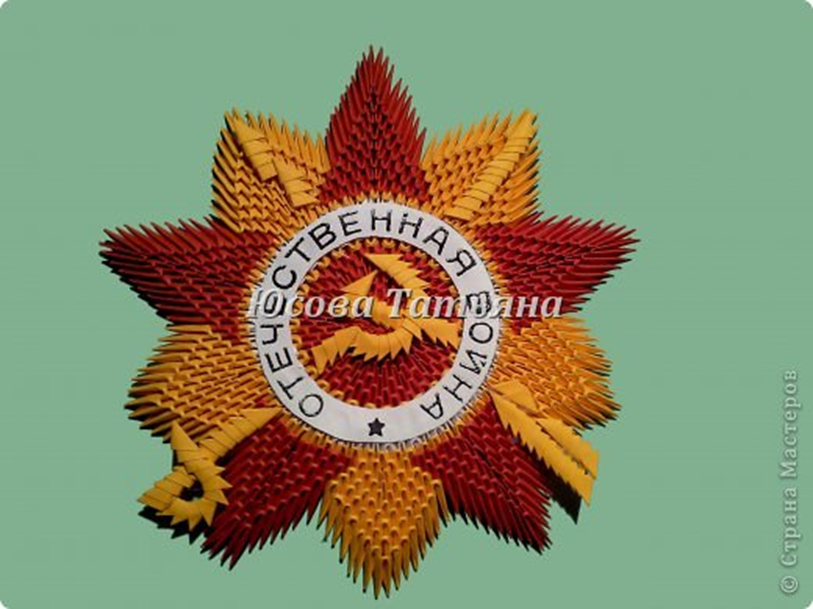 ОТЕЧЕСТВЕННАЯ ВОЙНА
Юсова Татьяна
© Страна Мастеров